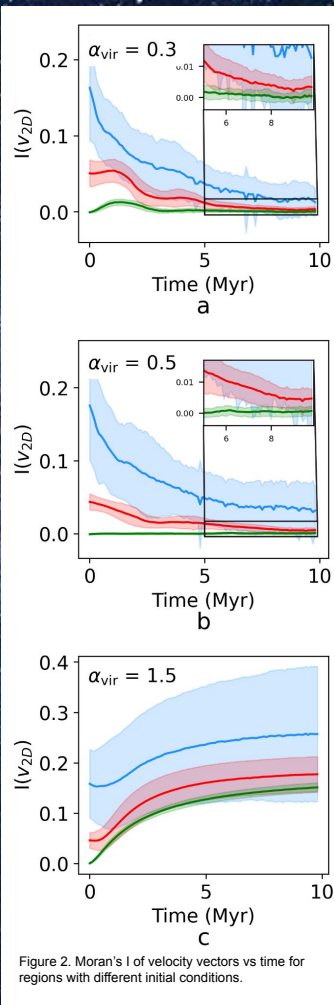 α_vir = 0.3
I(v_2D)
0.2
0.1
0.0
0.01
0.00
6
8
0
5
10
Time (Myr)
a
α_vir = 0.5
I(v_2D)
0.2
0.1
0.0
0.01
0.00
6
8
0
5
10
Time (Myr)
b
α_vir = 1.5
I(v_2D)
0.4
0.3
0.2
0.1
0.0
0
5
10
Time (Myr)
c
Figure 2. Moran's I of velocity vectors vs time for
regions with different initial conditions.